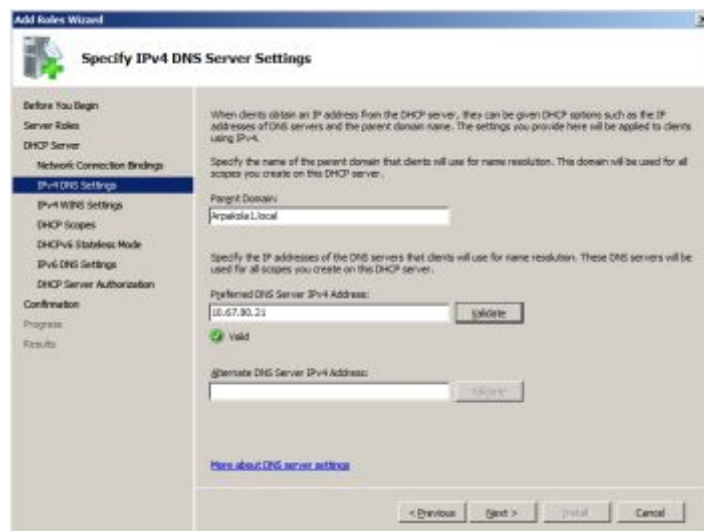 Add Roles Wizard
Specify IPv4 DNS Server Settings
Before You Begin
Server Roles
DHCP Server
Network Connection Bindings
IPv4 DNS Settings
IPv4 WINS Settings
DHCP Scopes
DHCPv6 Stateless Mode
IPv6 DNS Settings
DHCP Server Authorization
Confirmation
Progress
Results
When clients obtain an IP address from the DHCP server, they can be given DHCP options such as the IP
addresses of DNS servers and the parent domain name. The settings you provide here will be applied to clients
using IPv4.
Specify the name of the parent domain that clients will use for name resolution. This domain will be used for all
scopes you create on this DHCP server.
Parent Domain:
Specify the IP addresses of the DNS servers that clients will use for name resolution. These DNS servers will be
used for all scopes you create on this DHCP server.
Preferred DNS Server IPv4 Address:
10.67.80.21
Validate
Valid
Alternate DNS Server IPv4 Address:
Validate
More about DNS server settings
< Previous
Next >
Install
Cancel